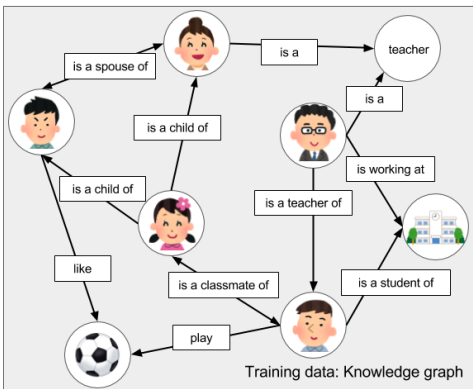 is a
teacher
is a spouse of
is a
is a child of
is working at
is a child of
is a teacher of
like
is a classmate of
is a student of
play
Training data: Knowledge graph